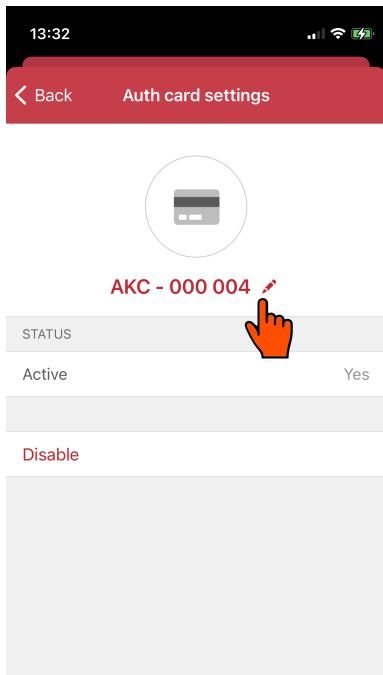 13:32
Back Auth card settings
AKC - 000 004
STATUS
Active Yes
Disable